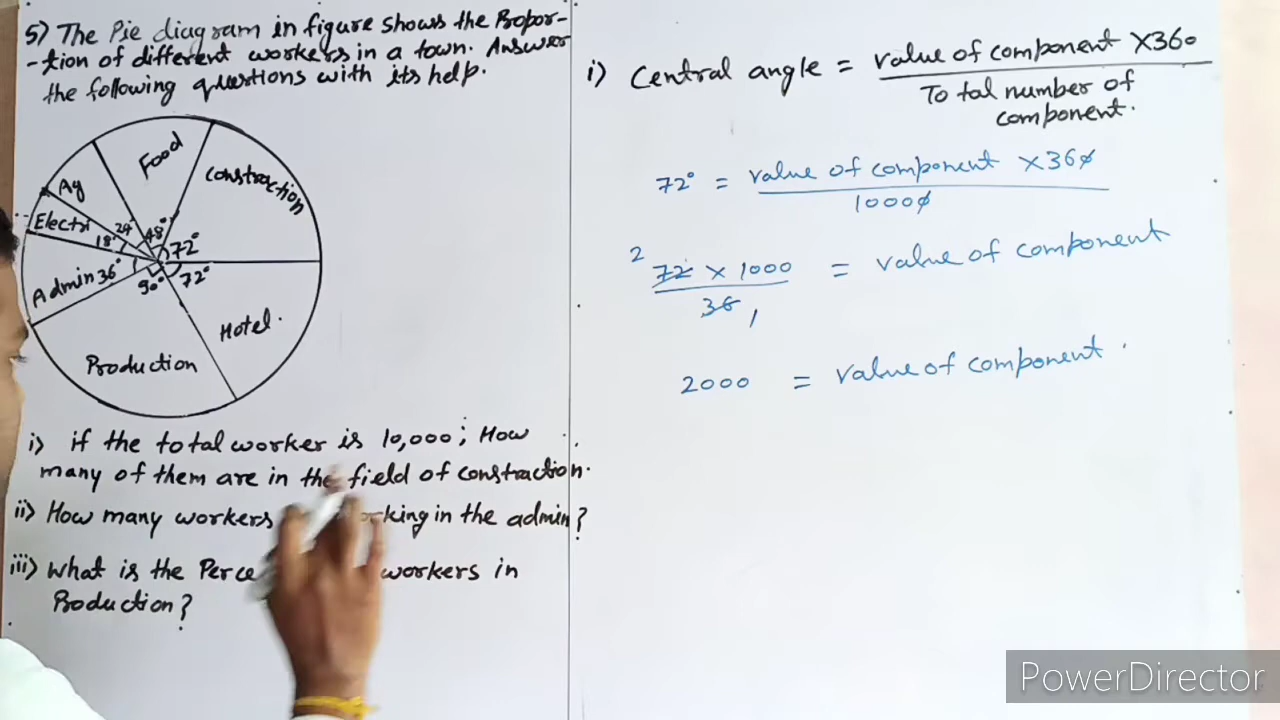 5) The Pie diagram in figure shows the Propor-
-tion of different workers in a town. Answer
the following questions with its help.
Food
Constraction
Ag
Electri
24°
48°
18°
72°
Admin 36°
90°
72°
Hotel.
Production
i) if the total worker is 10,000; How
many of them are in the field of constraction.
ii) How many workers working in the admin?
iii) What is the Perce workers in
Production?
i) Central angle = value of component X360
To tal number of
component.
72° = value of component X360
10000
2
72 X 1000 = value of component
36 1
2000 = value of component.
PowerDirector